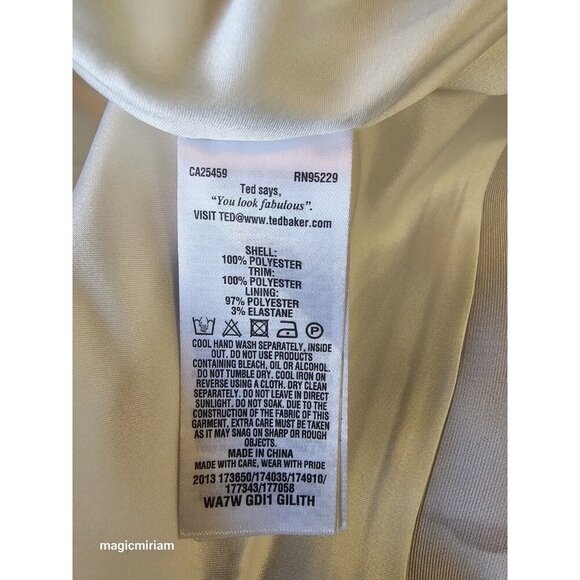 CA25459 RN95229
Ted says,
"You look fabulous".
VISIT TED@www.tedbaker.com
SHELL:
100% POLYESTER
TRIM:
100% POLYESTER
LINING:
97% POLYESTER
3% ELASTANE
P
COOL HAND WASH SEPARATELY, INSIDE
OUT. DO NOT USE PRODUCTS
CONTAINING BLEACH, OIL OR ALCOHOL.
DO NOT TUMBLE DRY. COOL IRON ON
REVERSE USING A CLOTH. DRY CLEAN
SEPARATELY. DO NOT LEAVE IN DIRECT
SUNLIGHT. DO NOT SOAK. DUE TO THE
CONSTRUCTION OF THE FABRIC OF THIS
GARMENT, EXTRA CARE MUST BE TAKEN
AS IT MAY SNAG ON SHARP OR ROUGH
OBJECTS.
MADE IN CHINA
MADE WITH CARE, WEAR WITH PRIDE
2013 173650/174035/174910/
177343/177058
WA7W GDI1 GILITH
magicmiriam